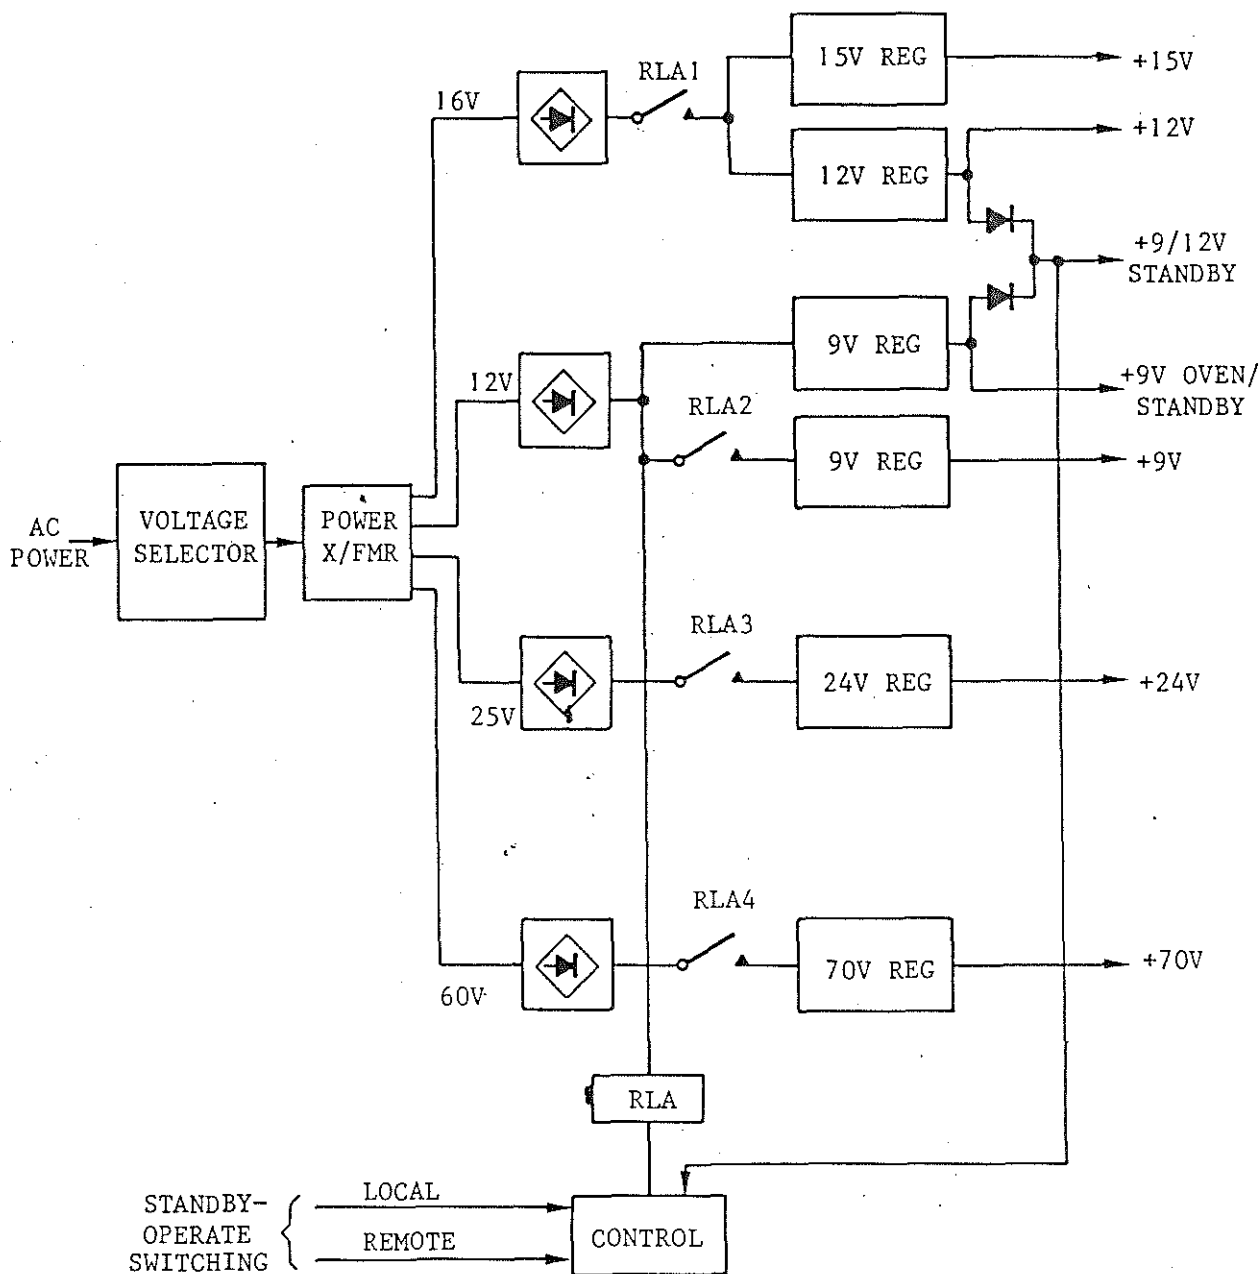 15V REG
+15V
RLA1
16V
+12V
12V REG
+9/12V
STANDBY
9V REG
12V
+9V OVEN/
STANDBY
RLA2
9V REG
+9V
AC
POWER
VOLTAGE
SELECTOR
POWER
X/FMR
RLA3
24V REG
+24V
25V
RLA4
70V REG
+70V
60V
RLA
STANDBY-
OPERATE
SWITCHING
LOCAL
REMOTE
CONTROL